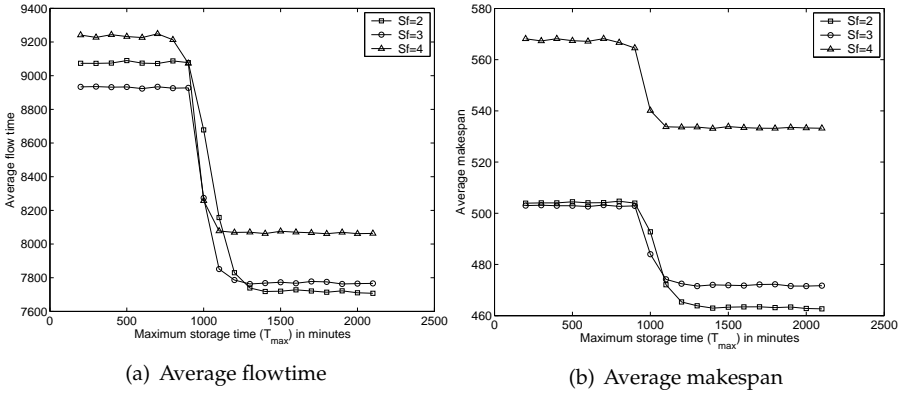 9400
9200
9000
8800
8600
8400
8200
8000
7800
7600
Average flow time
0
500
1000
1500
2000
2500
Maximum storage time (T_max) in minutes
Sf=2
Sf=3
Sf=4
(a) Average flowtime
580
560
540
520
500
480
460
Average makespan
0
500
1000
1500
2000
2500
Maximum storage time (T_max) in minutes
Sf=2
Sf=3
Sf=4
(b) Average makespan